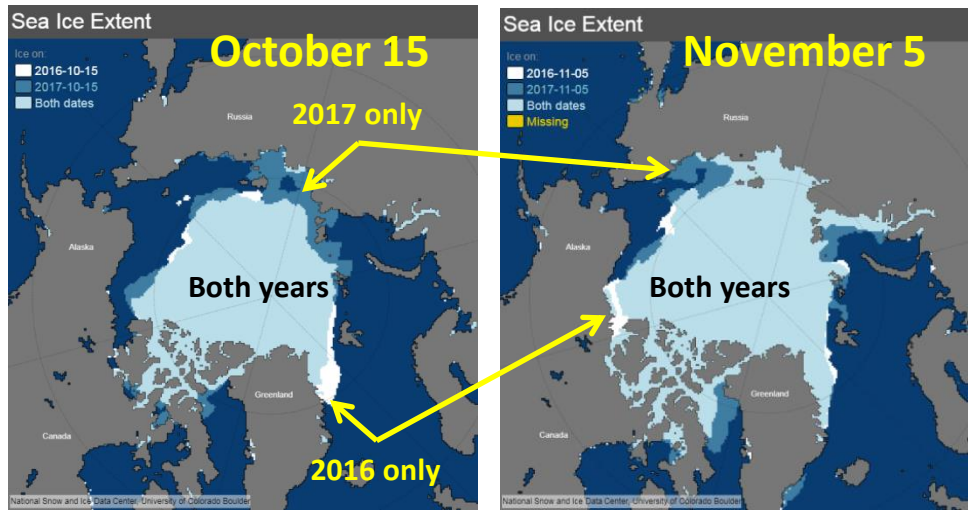 Sea Ice Extent
October 15
Ice on:
2016-10-15
2017-10-15
Both dates
Russia
2017 only
Alaska
Both years
Greenland
Canada
2016 only
National Snow and Ice Data Center, University of Colorado Boulder
Sea Ice Extent
November 5
Ice on:
2016-11-05
2017-11-05
Both dates
Missing
Russia
Alaska
Both years
Greenland
Canada
National Snow and Ice Data Center, University of Colorado Boulder